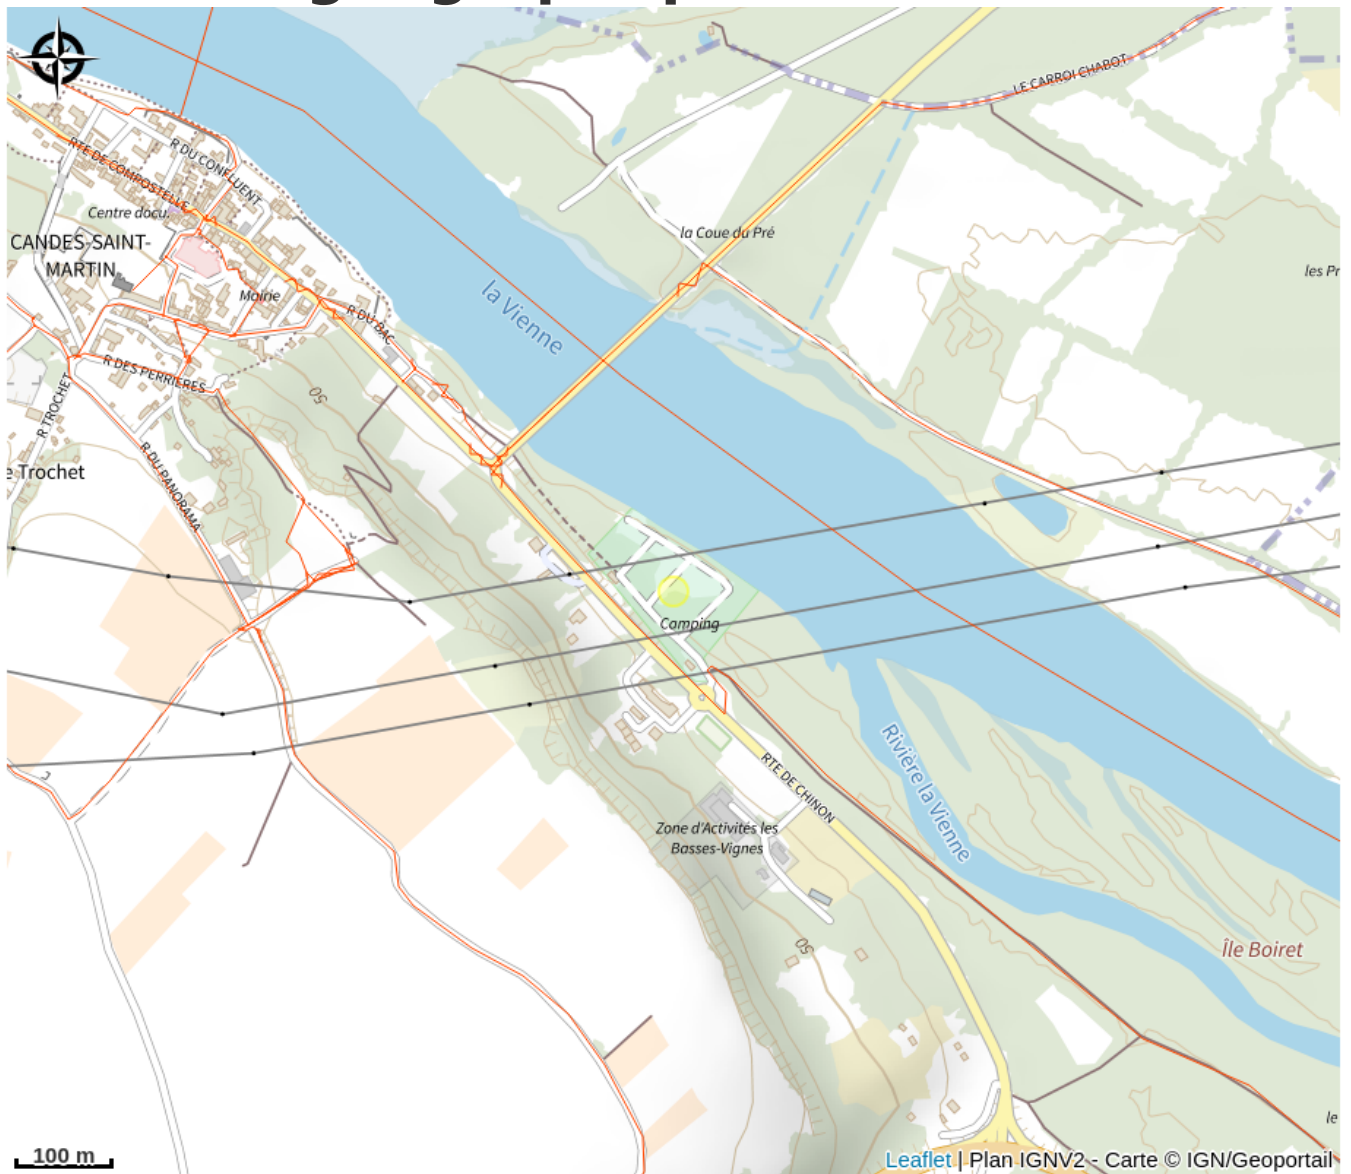 LE CARROI CHABOT
R DU CONFLUENT
RTE DE COMPOSTELLE
Centre docu.
CANDES-SAINT-
MARTIN
la Coue du Pré
les Pr
Mairie
la Vienne
R DU BAC
R DES PERRIÈRES
R TROCHET
50
e Trochet
R DU PANORAMA
Camping
Rivière la Vienne
RTE DE CHINON
Zone d'Activités les
Basses-Vignes
50
Île Boiret
le
100 m
Leaflet | Plan IGNV2 - Carte © IGN/Geoportail